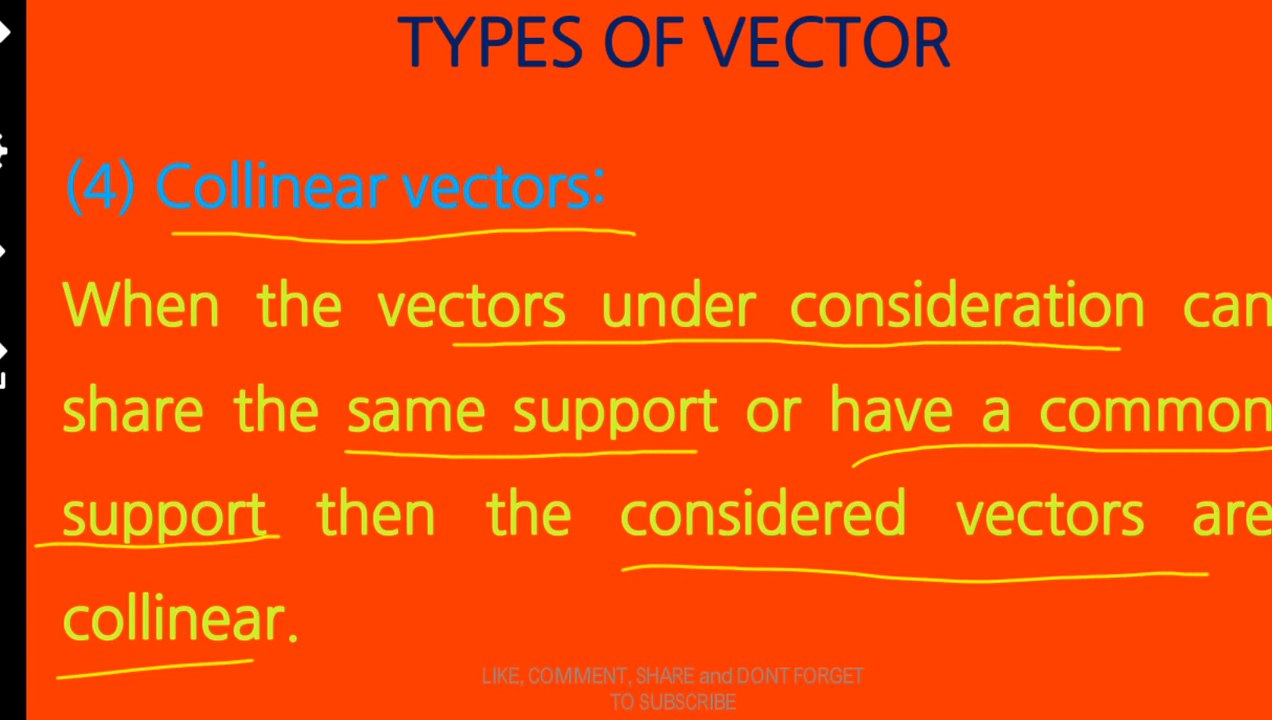 TYPES OF VECTOR
(4) Collinear vectors:
When the vectors under consideration can
share the same support or have a common
support then the considered vectors are
collinear.
LIKE, COMMENT, SHARE and DONT FORGET
TO SUBSCRIBE